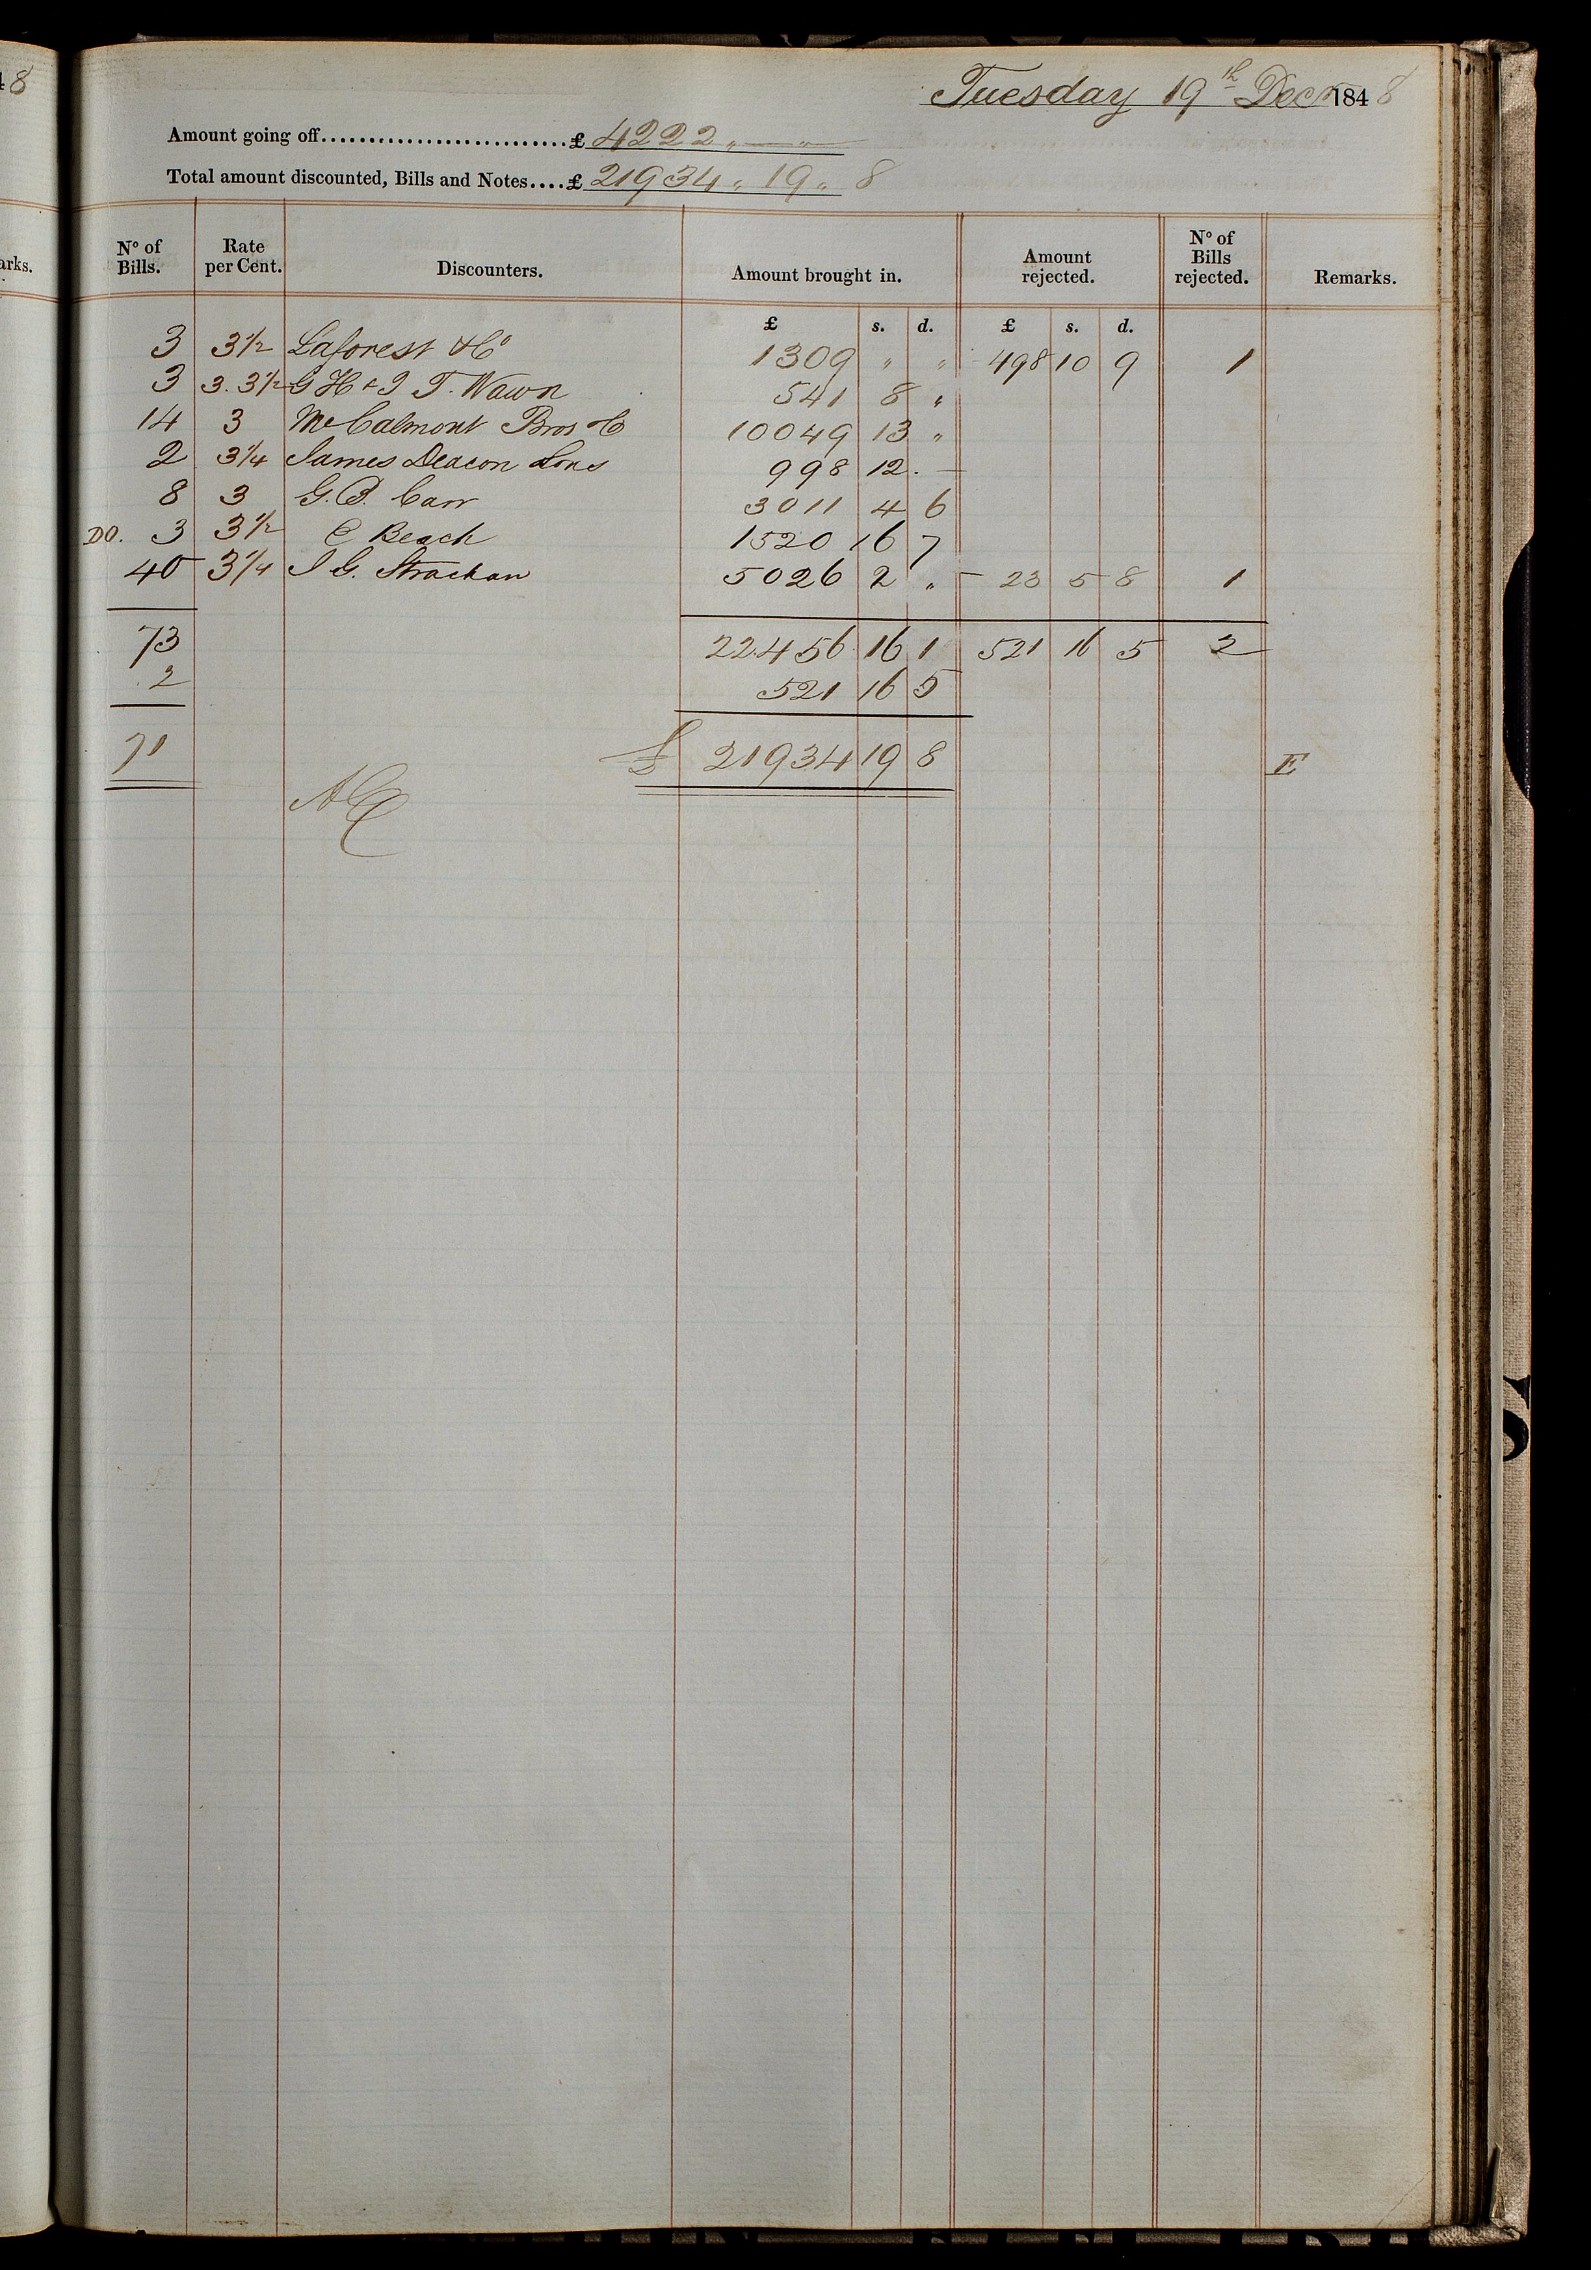 48
arks.
Tuesday 19th Decr 1848
Amount going off...........................£ 4222 " — "
Total amount discounted, Bills and Notes....£ 21934 " 19 " 8
No of Bills. Rate per Cent. Discounters. Amount brought in. Amount rejected. No of Bills rejected. Remarks.
£ s. d. £ s. d.
3 3½ Laforest & Co 1309 " " 498 10 9 1
3 3. 3½ G H & J T. Wawn 541 8 "
14 3 McCalmont Bros & Co 10049 13 "
2 3¼ James Deacon Sons 998 12 . —
8 3 G. B. Carr 3011 4 6
DO. 3 3½ C Beach 1520 16 7
40 3¼ J G. Strachan 5026 2 " — 23 5 8 1
73 22.456 16 1 521 16 5 2
2 521 16 5
71 £ 21934 19 8 E